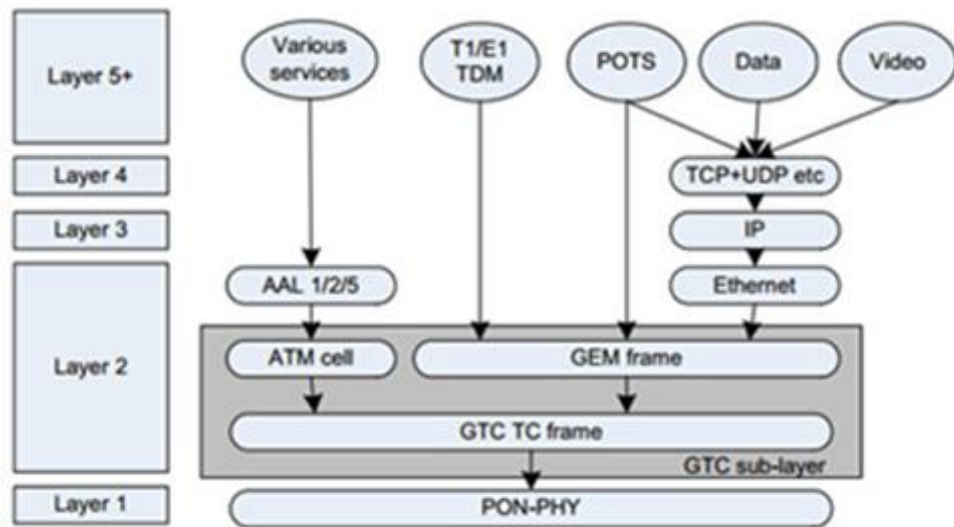 Layer 5+
Various
services
T1/E1
TDM
POTS
Data
Video
Layer 4
TCP+UDP etc
Layer 3
IP
Layer 2
AAL 1/2/5
Ethernet
ATM cell
GEM frame
GTC TC frame
GTC sub-layer
Layer 1
PON-PHY